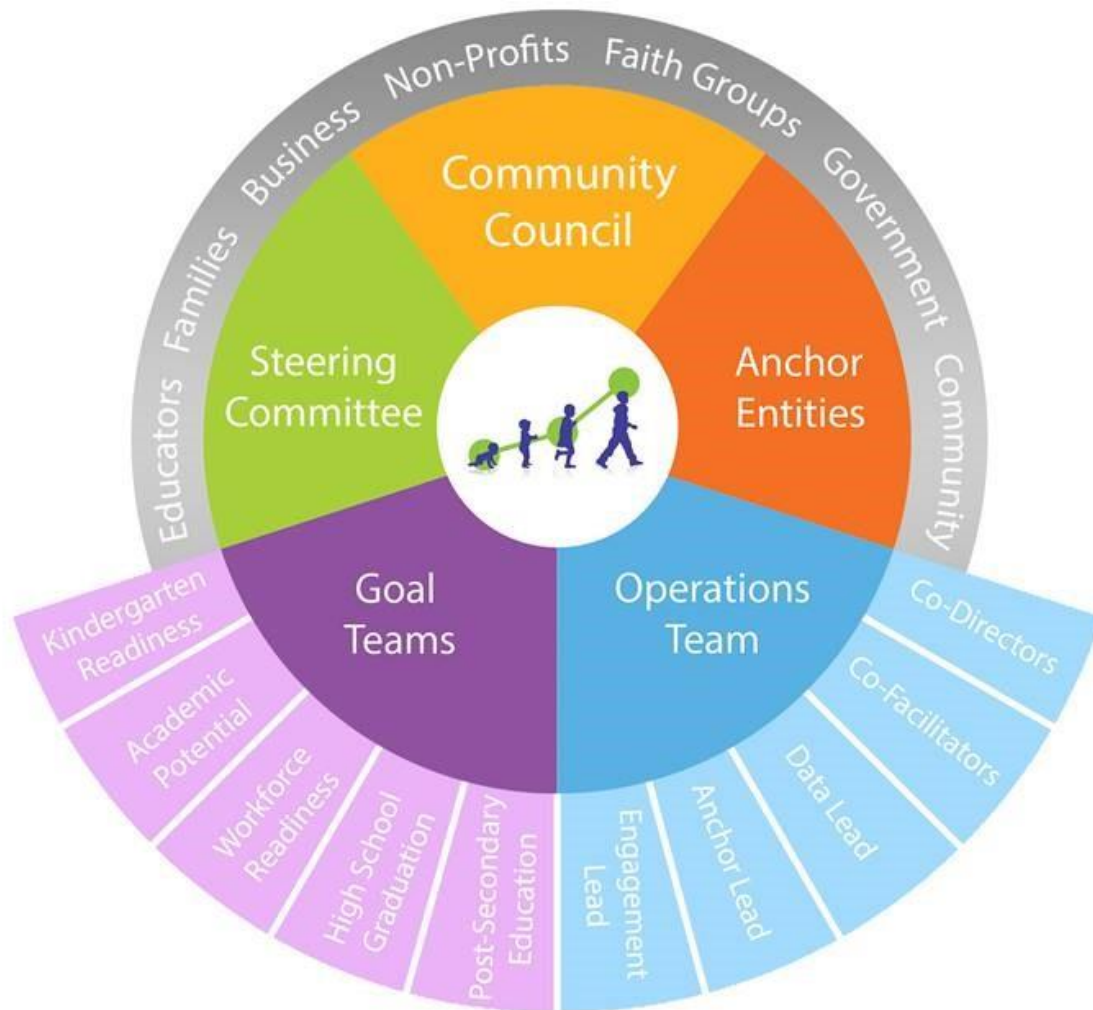 Educators
Families
Business
Non-Profits
Faith Groups
Government
Community
Community
Council
Steering
Committee
Anchor
Entities
Goal
Teams
Operations
Team
Kindergarten
Readiness
Academic
Potential
Workforce
Readiness
High School
Graduation
Post-Secondary
Education
Engagement
Lead
Anchor Lead
Data Lead
Co-Facilitators
Co-Directors